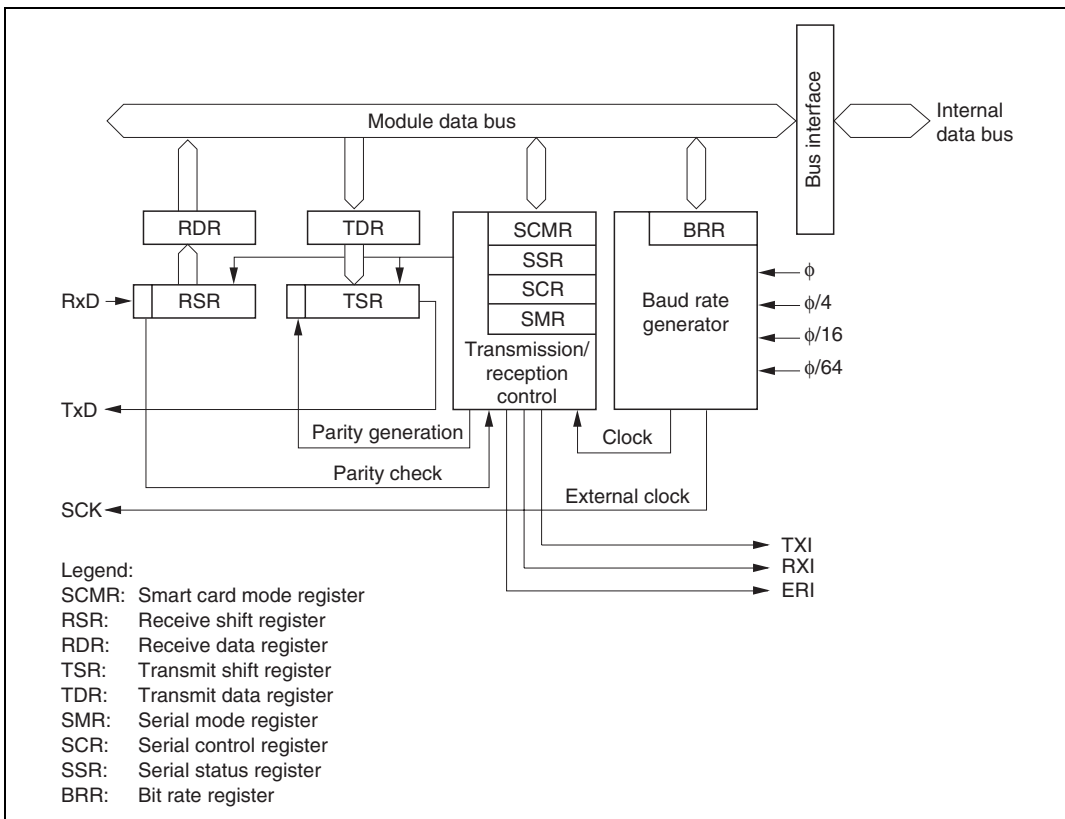 Module data bus
Bus interface
Internal
data bus
RDR
TDR
SCMR
BRR
SSR
φ
RxD
RSR
TSR
SCR
Baud rate
generator
φ/4
SMR
φ/16
Transmission/
reception
control
φ/64
TxD
Parity generation
Clock
Parity check
SCK
External clock
TXI
RXI
ERI
Legend:
SCMR: Smart card mode register
RSR: Receive shift register
RDR: Receive data register
TSR: Transmit shift register
TDR: Transmit data register
SMR: Serial mode register
SCR: Serial control register
SSR: Serial status register
BRR: Bit rate register